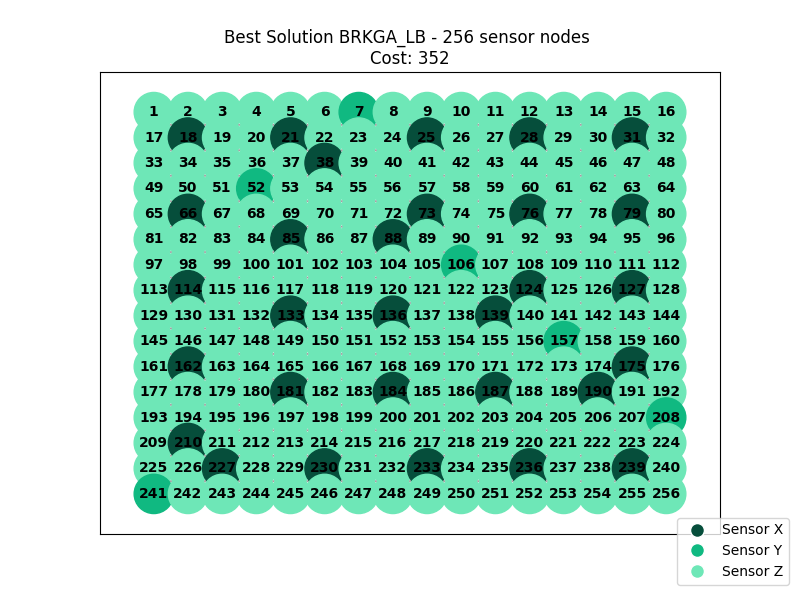 Best Solution BRKGA_LB - 256 sensor nodes
Cost: 352
1 2 3 4 5 6 7 8 9 10 11 12 13 14 15 16
17 18 19 20 21 22 23 24 25 26 27 28 29 30 31 32
33 34 35 36 37 38 39 40 41 42 43 44 45 46 47 48
49 50 51 52 53 54 55 56 57 58 59 60 61 62 63 64
65 66 67 68 69 70 71 72 73 74 75 76 77 78 79 80
81 82 83 84 85 86 87 88 89 90 91 92 93 94 95 96
97 98 99 100 101 102 103 104 105 106 107 108 109 110 111 112
113 114 115 116 117 118 119 120 121 122 123 124 125 126 127 128
129 130 131 132 133 134 135 136 137 138 139 140 141 142 143 144
145 146 147 148 149 150 151 152 153 154 155 156 157 158 159 160
161 162 163 164 165 166 167 168 169 170 171 172 173 174 175 176
177 178 179 180 181 182 183 184 185 186 187 188 189 190 191 192
193 194 195 196 197 198 199 200 201 202 203 204 205 206 207 208
209 210 211 212 213 214 215 216 217 218 219 220 221 222 223 224
225 226 227 228 229 230 231 232 233 234 235 236 237 238 239 240
241 242 243 244 245 246 247 248 249 250 251 252 253 254 255 256
Sensor X
Sensor Y
Sensor Z